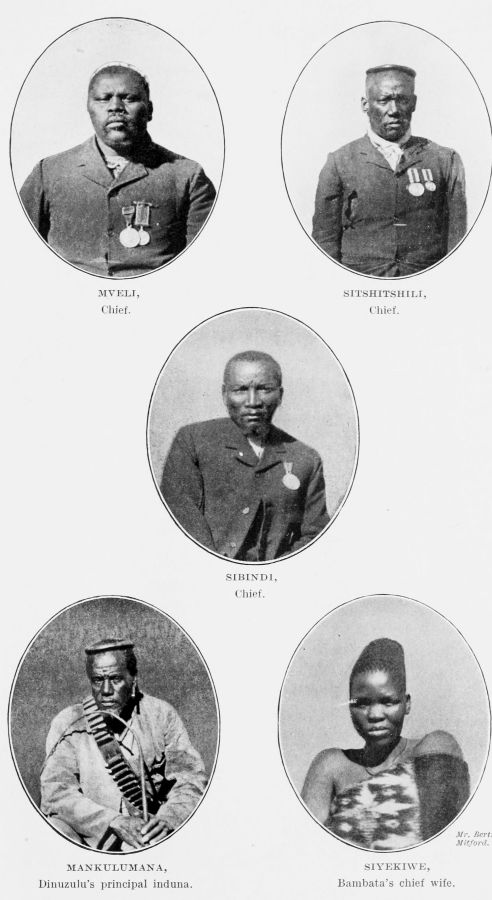 MVELI,
Chief.
SITSHITSHILI,
Chief.
SIBINDI,
Chief.
MANKULUMANA,
Dinuzulu's principal induna.
SIYEKIWE,
Bambata's chief wife.
Mr. Bert.
Mitford.